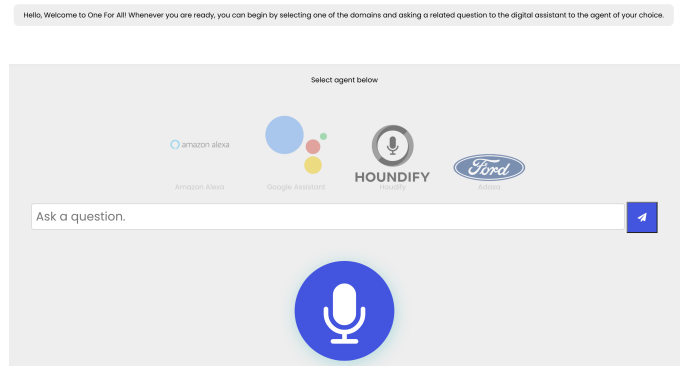 Hello, Welcome to One For All! Whenever you are ready, you can begin by selecting one of the domains and asking a related question to the digital assistant to the agent of your choice.
Select agent below
amazon alexa
HOUNDIFY
Ford
Amazon Alexa
Google Assistant
Houdify
Adasa
Ask a question.